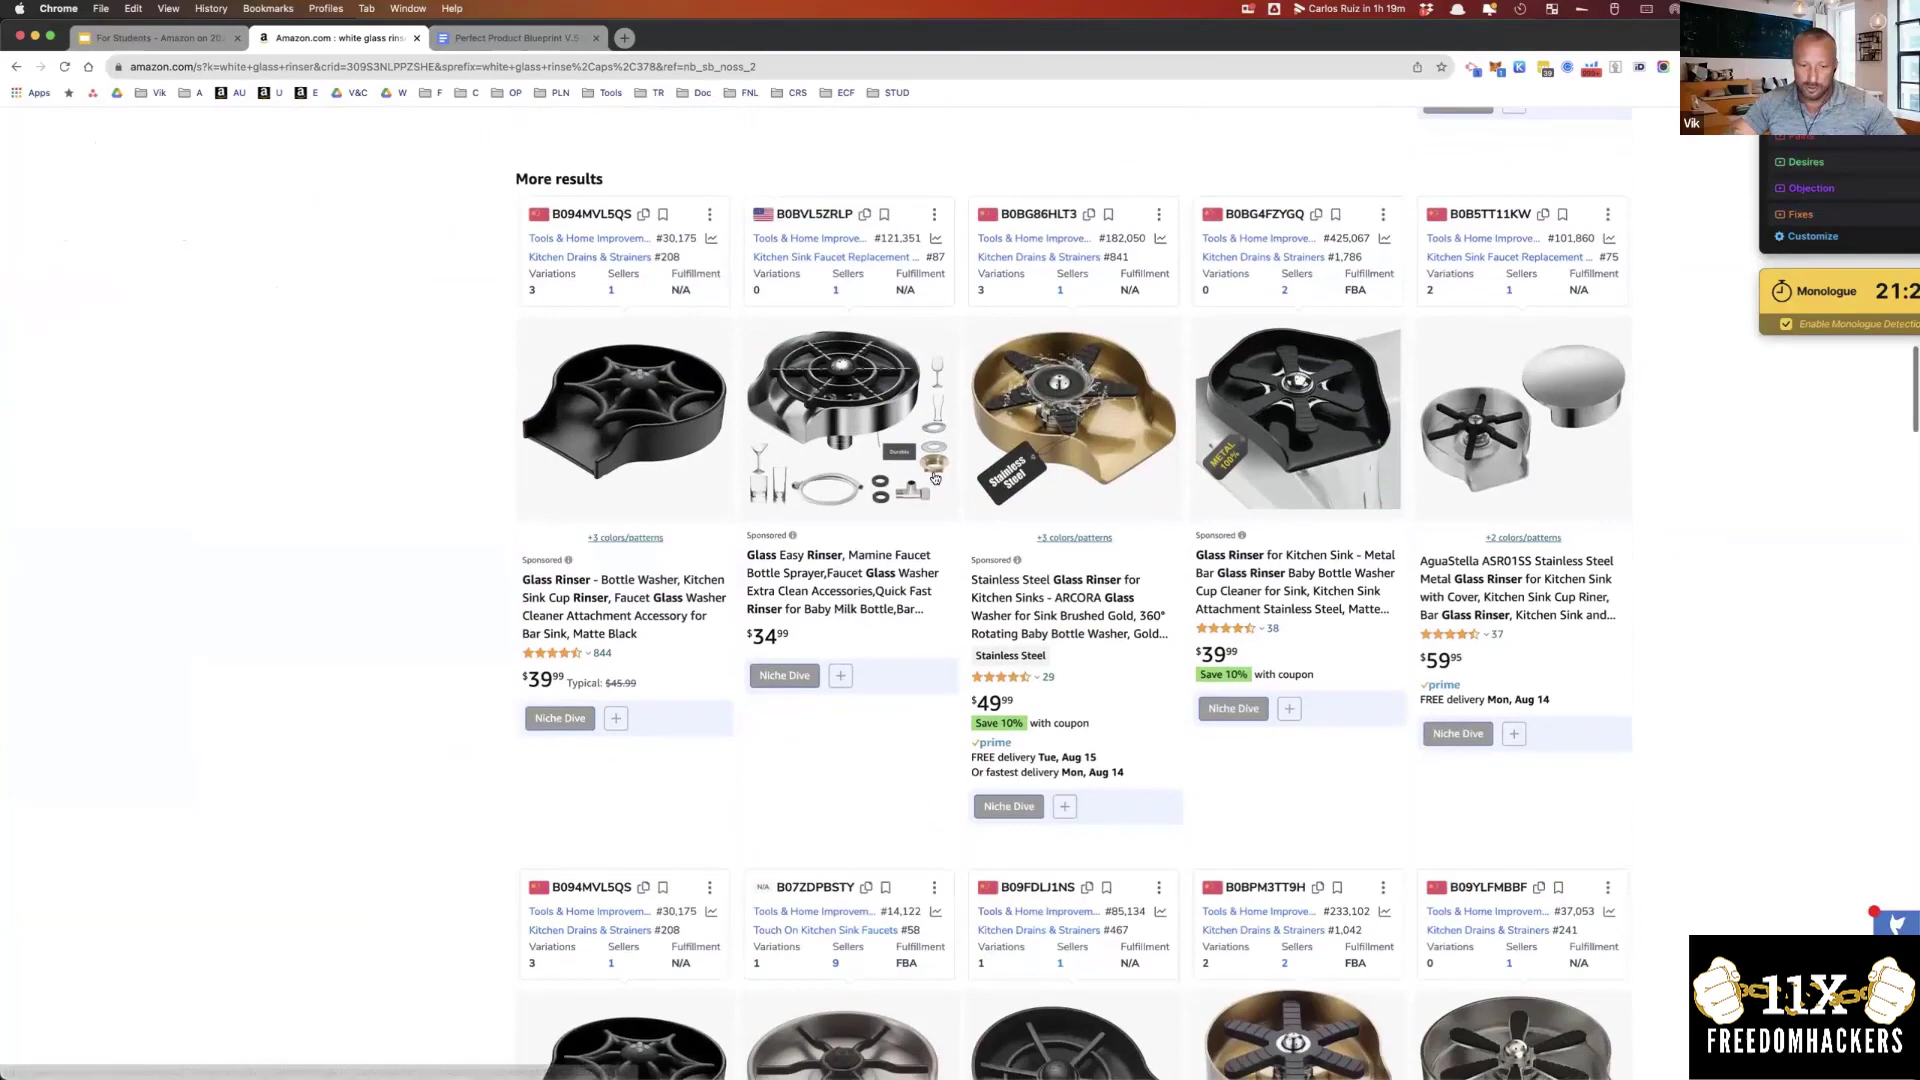 Chrome File Edit View History Bookmarks Profiles Tab Window Help
Carlos Ruiz in 1h 19m
For Students - Amazon on 20
Amazon.com : white glass rins
Perfect Product Blueprint V.5
amazon.com/s?k=white+glass+rinser&crid=309S3NLPPZSHE&sprefix=white+glass+rinse%2Caps%2C378&ref=nb_sb_noss_2
Apps Vik A AU U E V&C W F C OP PLN Tools TR Doc FNL CRS ECF STUD
Vik
Desires
Objection
Fixes
Customize
Monologue 21:2
Enable Monologue Detectio
More results
B094MVL5QS
Tools & Home Improvem... #30,175
Kitchen Drains & Strainers #208
Variations Sellers Fulfillment
3 1 N/A
B0BVL5ZRLP
Tools & Home Improve... #121,351
Kitchen Sink Faucet Replacement ... #87
Variations Sellers Fulfillment
0 1 N/A
B0BG86HLT3
Tools & Home Improve... #182,050
Kitchen Drains & Strainers #841
Variations Sellers Fulfillment
3 1 N/A
B0BG4FZYGQ
Tools & Home Improve... #425,067
Kitchen Drains & Strainers #1,786
Variations Sellers Fulfillment
0 2 FBA
B0B5TT11KW
Tools & Home Improve... #101,860
Kitchen Sink Faucet Replacement ... #75
Variations Sellers Fulfillment
2 1 N/A
Durable
Stainless
Steel
METAL
100%
+3 colors/patterns
Sponsored
Glass Rinser - Bottle Washer, Kitchen
Sink Cup Rinser, Faucet Glass Washer
Cleaner Attachment Accessory for
Bar Sink, Matte Black
844
$39 99 Typical: $45.99
Niche Dive +
Sponsored
Glass Easy Rinser, Mamine Faucet
Bottle Sprayer,Faucet Glass Washer
Extra Clean Accessories,Quick Fast
Rinser for Baby Milk Bottle,Bar...
$34 99
Niche Dive +
+3 colors/patterns
Sponsored
Stainless Steel Glass Rinser for
Kitchen Sinks - ARCORA Glass
Washer for Sink Brushed Gold, 360°
Rotating Baby Bottle Washer, Gold...
Stainless Steel
29
$49 99
Save 10% with coupon
prime
FREE delivery Tue, Aug 15
Or fastest delivery Mon, Aug 14
Niche Dive +
Sponsored
Glass Rinser for Kitchen Sink - Metal
Bar Glass Rinser Baby Bottle Washer
Cup Cleaner for Sink, Kitchen Sink
Attachment Stainless Steel, Matte...
38
$39 99
Save 10% with coupon
Niche Dive +
+2 colors/patterns
AguaStella ASR01SS Stainless Steel
Metal Glass Rinser for Kitchen Sink
with Cover, Kitchen Sink Cup Riner,
Bar Glass Rinser, Kitchen Sink and...
37
$59 95
prime
FREE delivery Mon, Aug 14
Niche Dive +
B094MVL5QS
Tools & Home Improvem... #30,175
Kitchen Drains & Strainers #208
Variations Sellers Fulfillment
3 1 N/A
N/A B07ZDPBSTY
Tools & Home Improvem... #14,122
Touch On Kitchen Sink Faucets #58
Variations Sellers Fulfillment
1 9 FBA
B09FDLJ1NS
Tools & Home Improvem... #85,134
Kitchen Drains & Strainers #467
Variations Sellers Fulfillment
1 1 N/A
B0BPM3TT9H
Tools & Home Improve... #233,102
Kitchen Drains & Strainers #1,042
Variations Sellers Fulfillment
2 2 FBA
B09YLFMBBF
Tools & Home Improvem... #37,053
Kitchen Drains & Strainers #241
Variations Sellers Fulfillment
0 1 N/A
11X
FREEDOMHACKERS